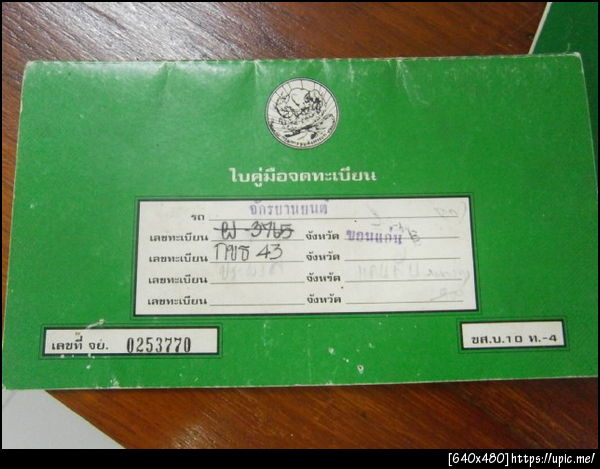 ใบคู่มือจดทะเบียน
รถ จักรยานยนต์
เลขทะเบียน 3965 จังหวัด ขอนแก่น
เลขทะเบียน กขธ 43 จังหวัด
เลขทะเบียน จังหวัด
เลขทะเบียน จังหวัด
เลขที่ จย. 0253770
ขส.บ.10 ท.-4
[640x480]https://upic.me/